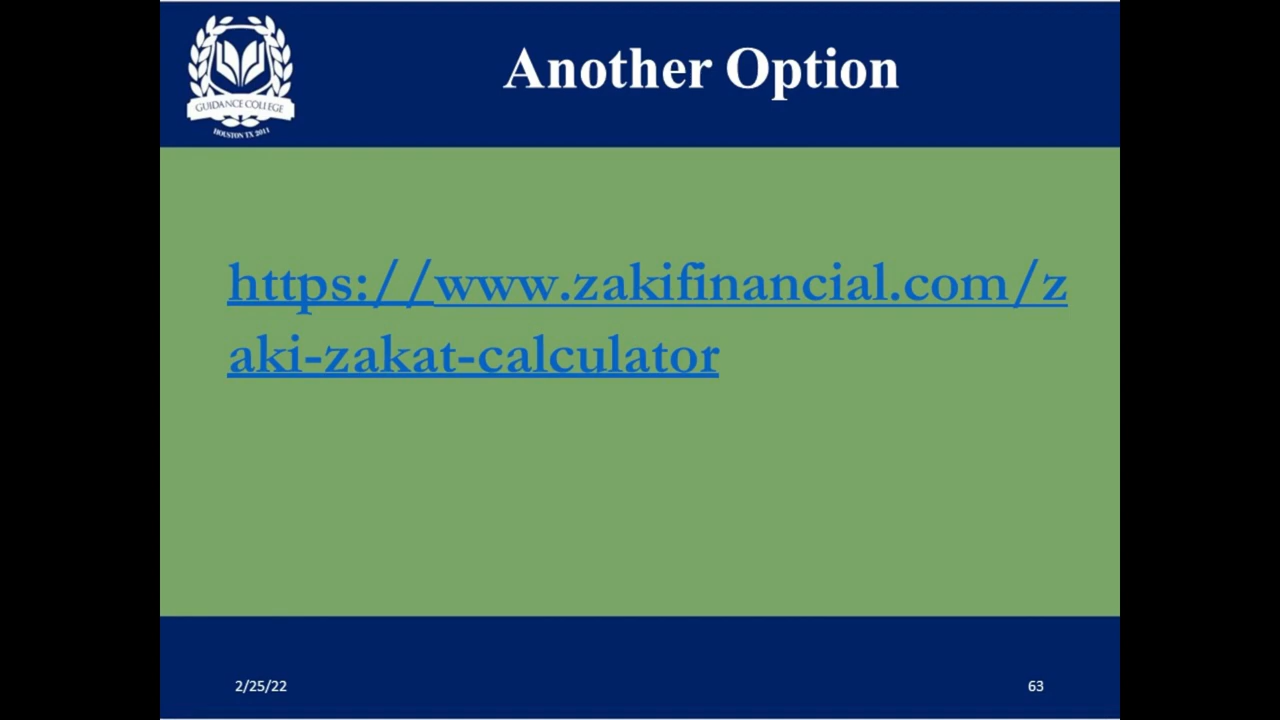 Another Option
GUIDANCE COLLEGE
HOUSTON TX 2011
https://www.zakifinancial.com/z
aki-zakat-calculator
2/25/22
63